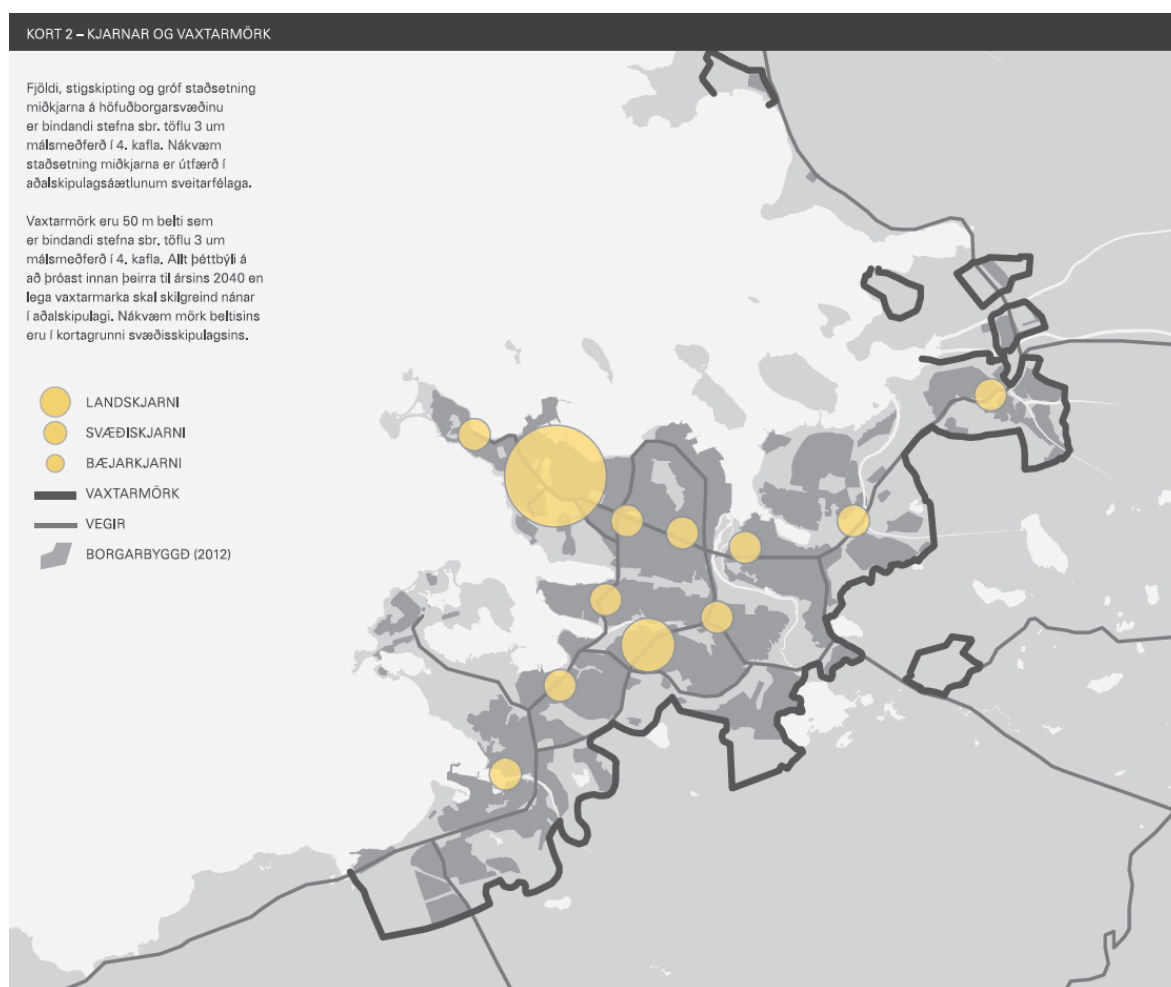 KORT 2 – KJARNAR OG VAXTARMÖRK
Fjöldi, stigskipting og gróf staðsetning
miðkjarna á höfuðborgarsvæðinu
er bindandi stefna sbr. töflu 3 um
málsmeðferð í 4. kafla. Nákvæm
staðsetning miðkjarna er útfærð í
aðalskipulagsáætlunum sveitarfélaga.
Vaxtarmörk eru 50 m belti sem
er bindandi stefna sbr. töflu 3 um
málsmeðferð í 4. kafla. Allt þéttbýli á
að þróast innan þeirra til ársins 2040 en
lega vaxtarmarka skal skilgreind nánar
í aðalskipulagi. Nákvæm mörk beltisins
eru í kortagrunni svæðisskipulagsins.
LANDSKJARNI
SVÆÐISKJARNI
BÆJARKJARNI
VAXTARMÖRK
VEGIR
BORGARBYGGÐ (2012)